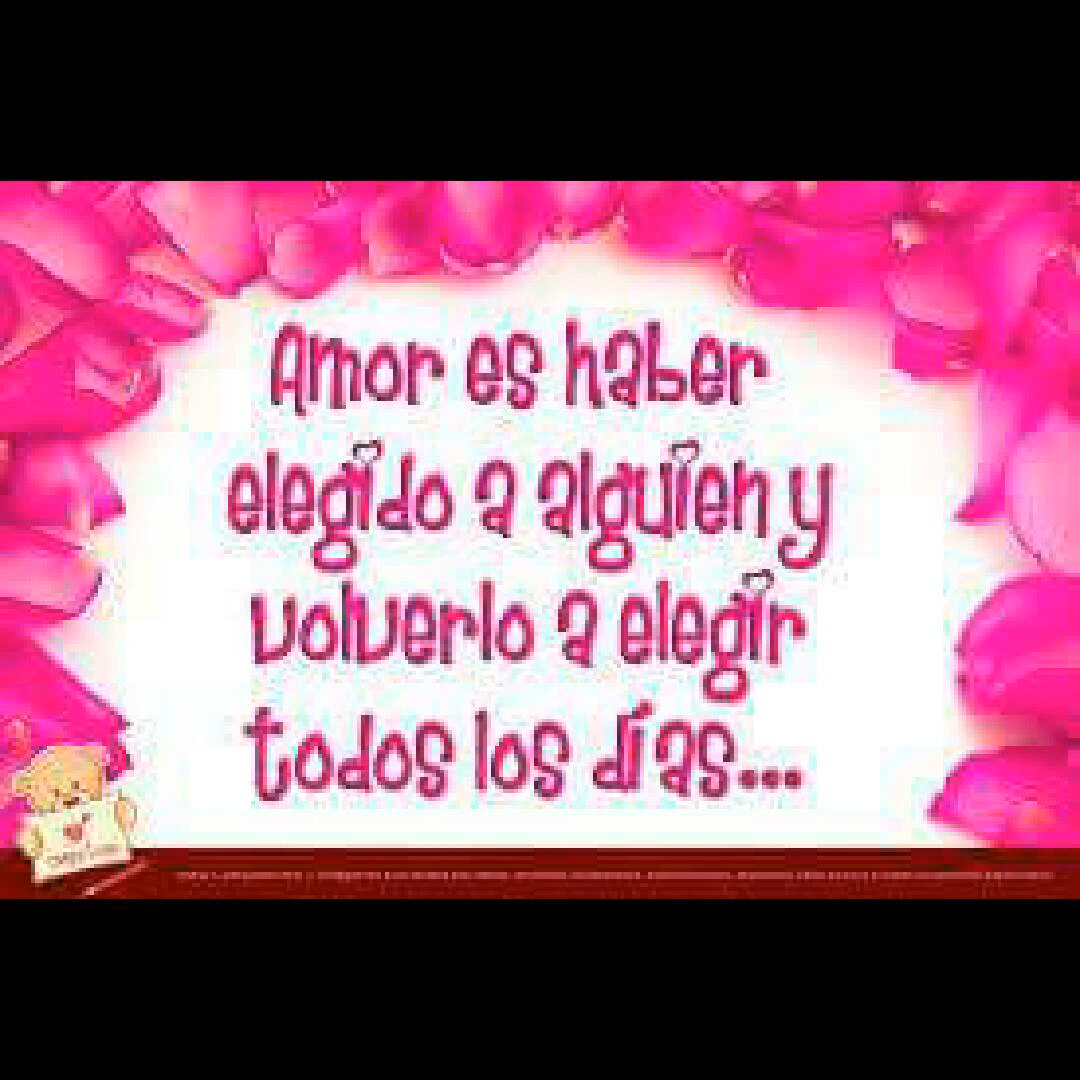 Amor es haber
elegido a alguien y
volverlo a elegir
todos los días...